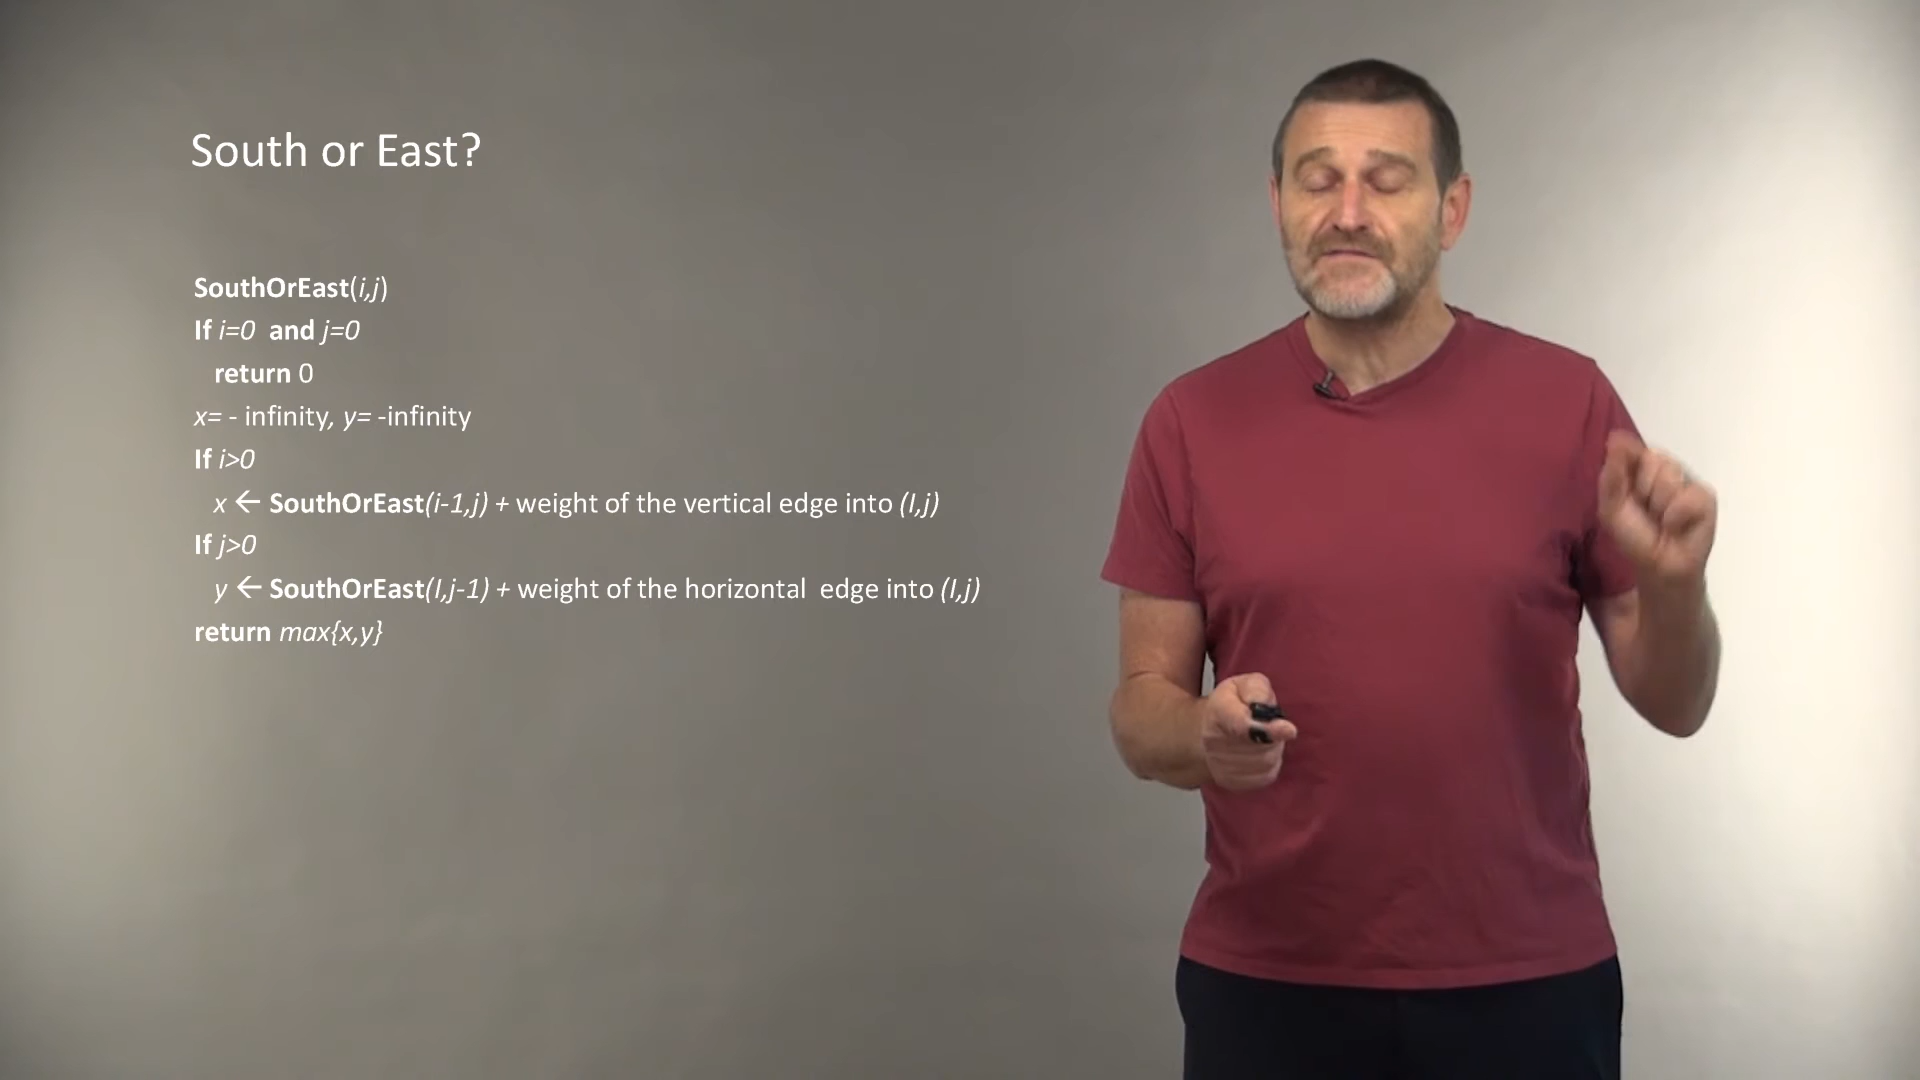 South or East?
SouthOrEast(i,j)
If i=0 and j=0
return 0
x= - infinity, y= -infinity
If i>0
x ← SouthOrEast(i-1,j) + weight of the vertical edge into (I,j)
If j>0
y ← SouthOrEast(I,j-1) + weight of the horizontal edge into (I,j)
return max{x,y}